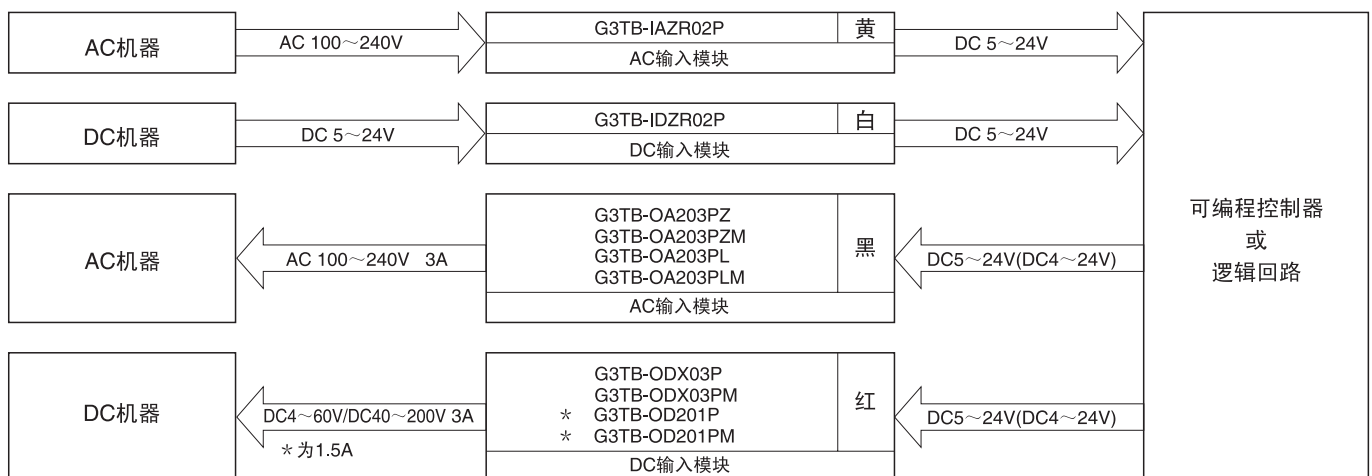 AC机器
AC 100～240V
G3TB-IAZR02P
黄
AC输入模块
DC 5～24V
DC机器
DC 5～24V
G3TB-IDZR02P
白
DC输入模块
DC 5～24V
AC机器
AC 100～240V 3A
G3TB-OA203PZ
G3TB-OA203PZM
G3TB-OA203PL
G3TB-OA203PLM
黑
AC输入模块
DC5～24V(DC4～24V)
DC机器
DC4～60V/DC40～200V 3A
＊为1.5A
G3TB-ODX03P
G3TB-ODX03PM
＊ G3TB-OD201P
＊ G3TB-OD201PM
红
DC输入模块
DC5～24V(DC4～24V)
可编程控制器
或
逻辑回路